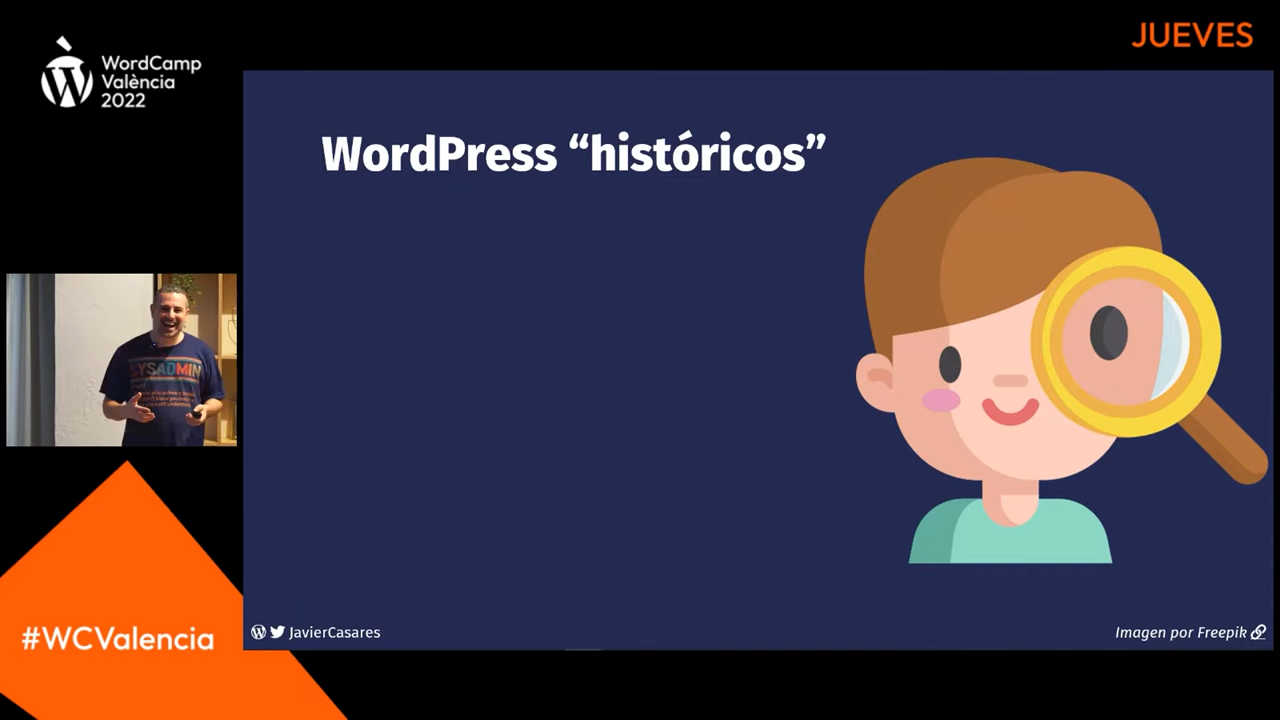 JUEVES
WordCamp
València
2022
WordPress “históricos”
SYSADMIN
#WCValencia
JavierCasares
Imagen por Freepik